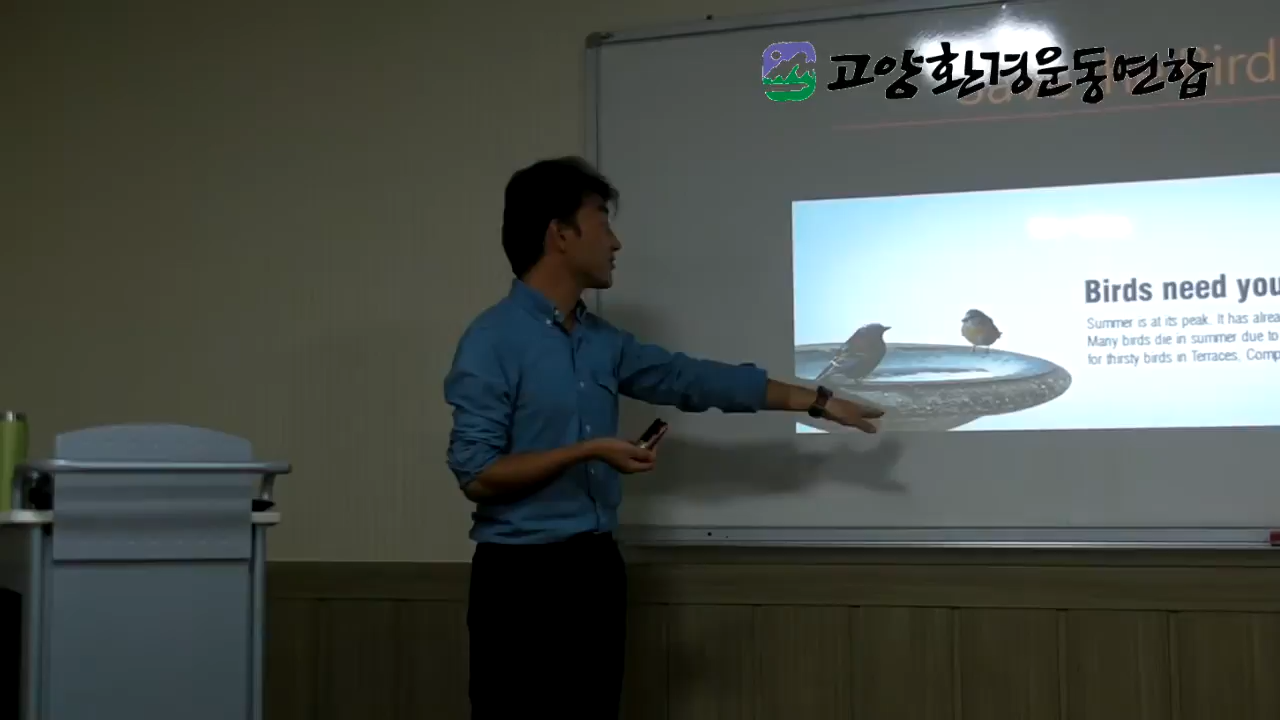 고양환경운동연합
Bird
Birds need you
Summer is at its peak. It has alrea
Many birds die in summer due to
for thirsty birds in Terraces. Comp